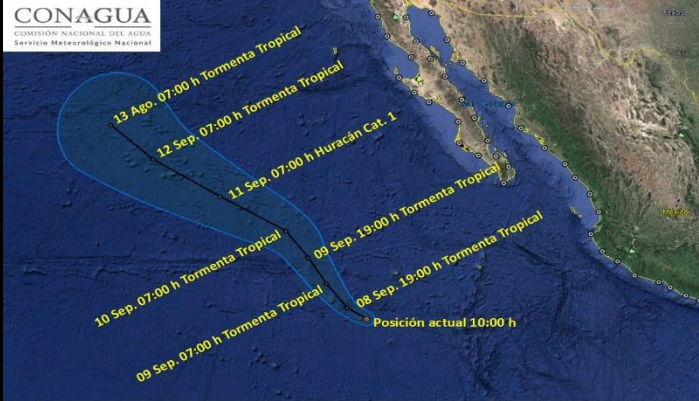 CONAGUA
COMISIÓN NACIONAL DEL AGUA
Servicio Meteorológico Nacional
13 Ago. 07:00 h Tormenta Tropical
12 Sep. 07:00 h Tormenta Tropical
11 Sep. 07:00 h Huracán Cat. 1
10 Sep. 07:00 h Tormenta Tropical
09 Sep. 19:00 h Tormenta Tropical
09 Sep. 07:00 h Tormenta Tropical
08 Sep. 19:00 h Tormenta Tropical
Posición actual 10:00 h
México